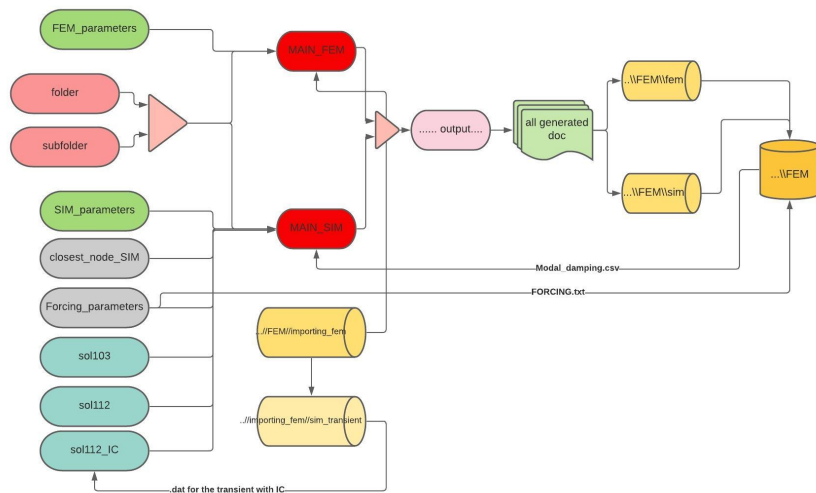 FEM_parameters
MAIN_FEM
folder
subfolder
...... output....
all generated
doc
...\\FEM\\fem
...\\FEM\\sim
...\\FEM
SIM_parameters
MAIN_SIM
closest_node_SIM
Modal_damping.csv
Forcing_parameters
FORCING.txt
...//FEM//importing_fem
sol103
sol112
..//importing_fem//sim_transient
sol112_IC
.dat for the transient with IC